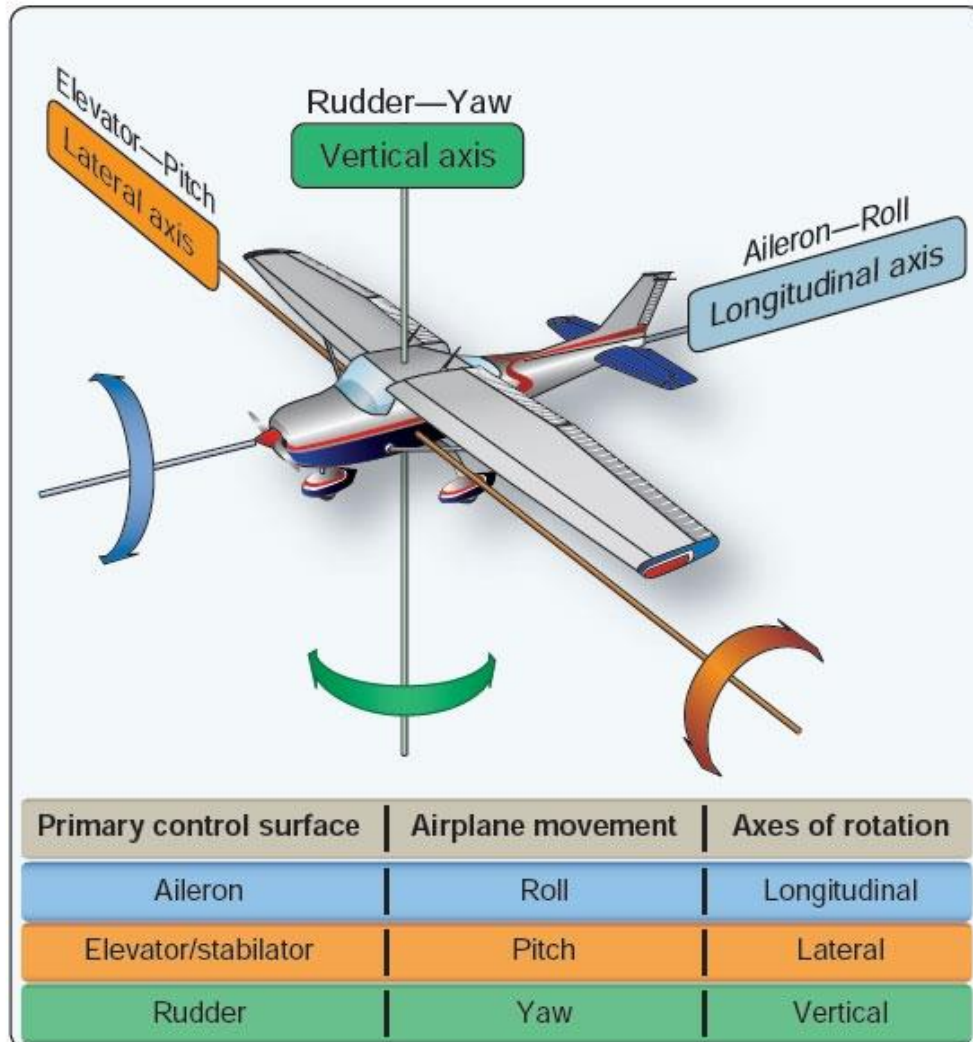 Elevator—Pitch
Lateral axis
Rudder—Yaw
Vertical axis
Aileron—Roll
Longitudinal axis
Primary control surface | Airplane movement | Axes of rotation
Aileron | Roll | Longitudinal
Elevator/stabilator | Pitch | Lateral
Rudder | Yaw | Vertical